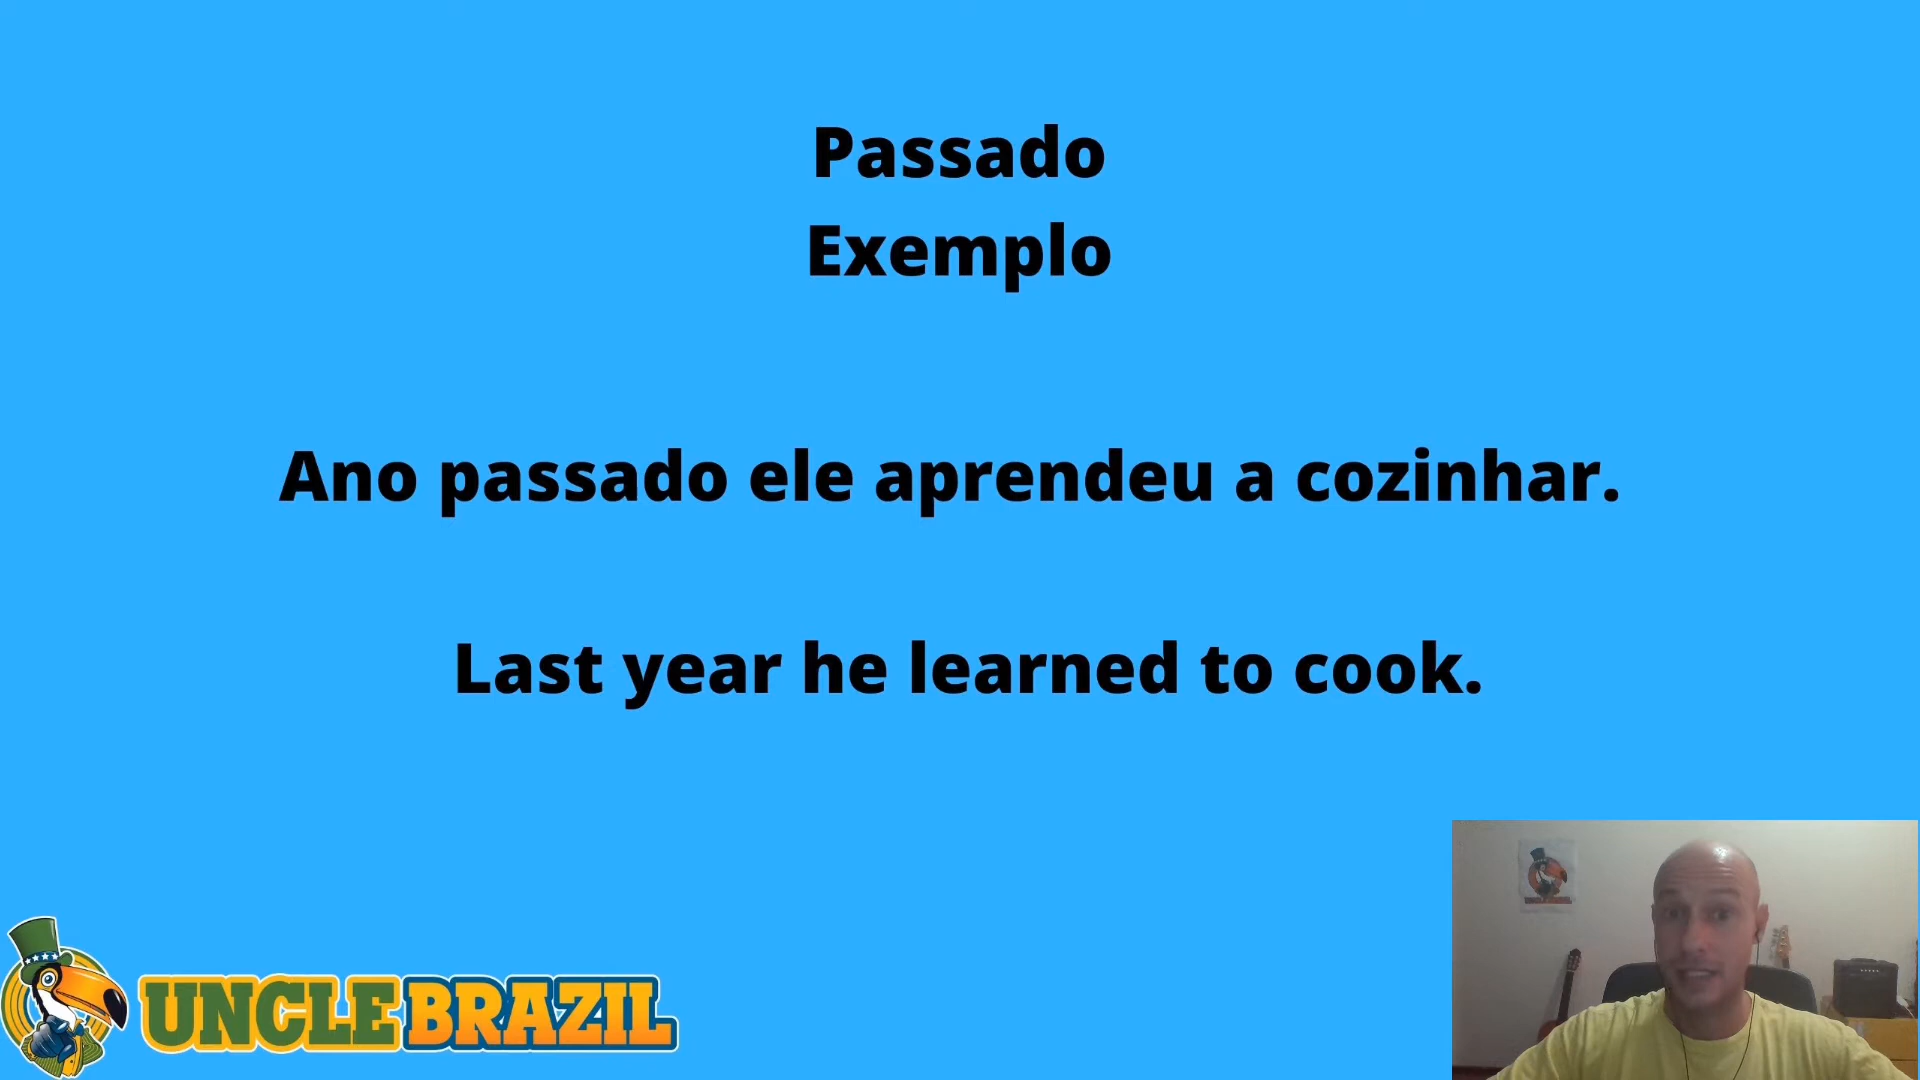 Passado
Exemplo
Ano passado ele aprendeu a cozinhar.
Last year he learned to cook.
UNCLE BRAZIL